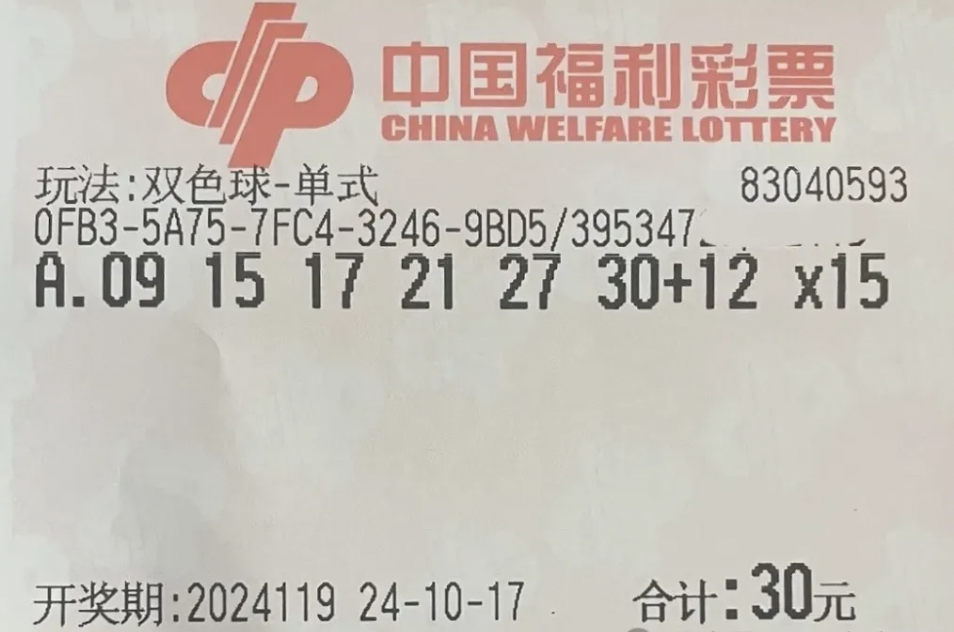 中国福利彩票
CHINA WELFARE LOTTERY
玩法:双色球-单式 83040593
0FB3-5A75-7FC4-3246-9BD5/395347
A.09 15 17 21 27 30+12 x15
开奖期:2024119 24-10-17 合计:30元